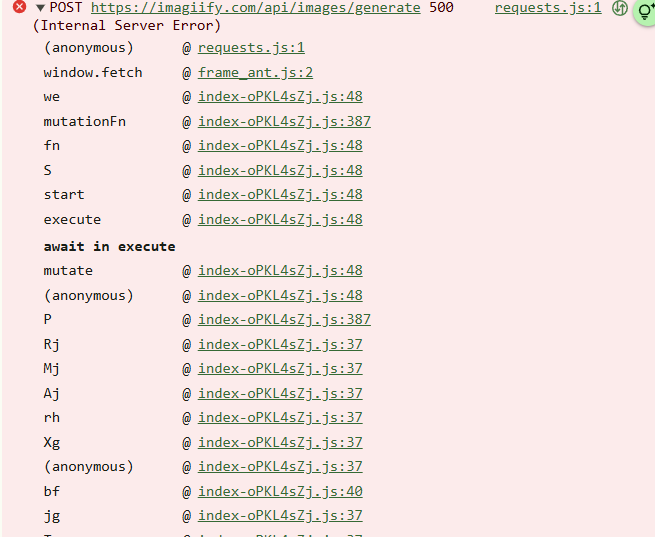 POST https://imagiify.com/api/images/generate 500 requests.js:1
(Internal Server Error)
(anonymous) @ requests.js:1
window.fetch @ frame_ant.js:2
we @ index-oPKL4sZj.js:48
mutationFn @ index-oPKL4sZj.js:387
fn @ index-oPKL4sZj.js:48
S @ index-oPKL4sZj.js:48
start @ index-oPKL4sZj.js:48
execute @ index-oPKL4sZj.js:48
await in execute
mutate @ index-oPKL4sZj.js:48
(anonymous) @ index-oPKL4sZj.js:48
P @ index-oPKL4sZj.js:387
Rj @ index-oPKL4sZj.js:37
Mj @ index-oPKL4sZj.js:37
Aj @ index-oPKL4sZj.js:37
rh @ index-oPKL4sZj.js:37
Xg @ index-oPKL4sZj.js:37
(anonymous) @ index-oPKL4sZj.js:37
bf @ index-oPKL4sZj.js:40
jg @ index-oPKL4sZj.js:37